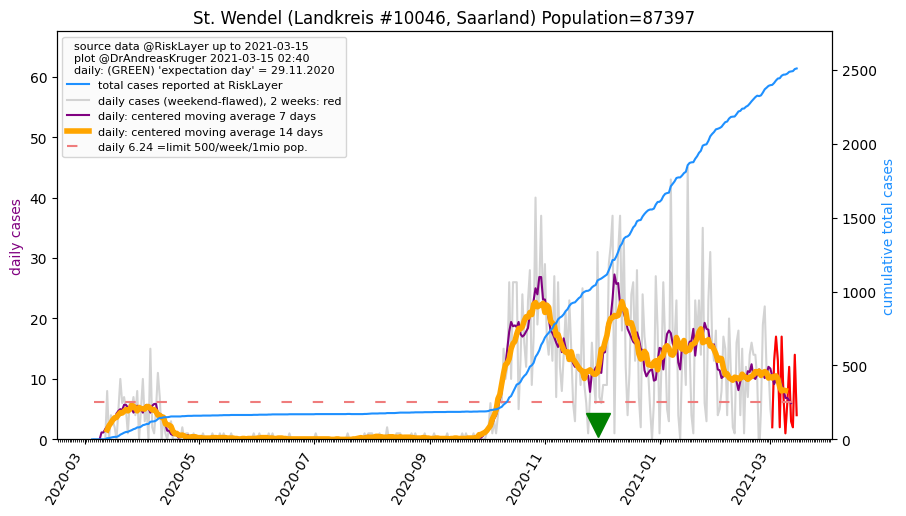 St. Wendel (Landkreis #10046, Saarland) Population=87397
source data @RiskLayer up to 2021-03-15
plot @DrAndreasKruger 2021-03-15 02:40
daily: (GREEN) 'expectation day' = 29.11.2020
total cases reported at RiskLayer
daily cases (weekend-flawed), 2 weeks: red
daily: centered moving average 7 days
daily: centered moving average 14 days
daily 6.24 =limit 500/week/1mio pop.
daily cases
60
50
40
30
20
10
0
cumulative total cases
2500
2000
1500
1000
500
0
2020-03
2020-05
2020-07
2020-09
2020-11
2021-01
2021-03